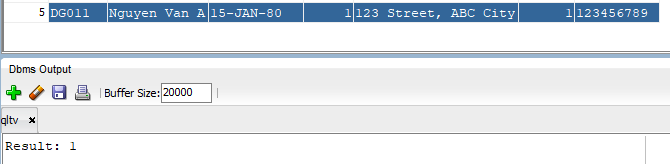 5 DG011 Nguyen Van A 15-JAN-80 1 123 Street, ABC City 1 123456789
Dbms Output
Buffer Size: 20000
qltv
Result: 1